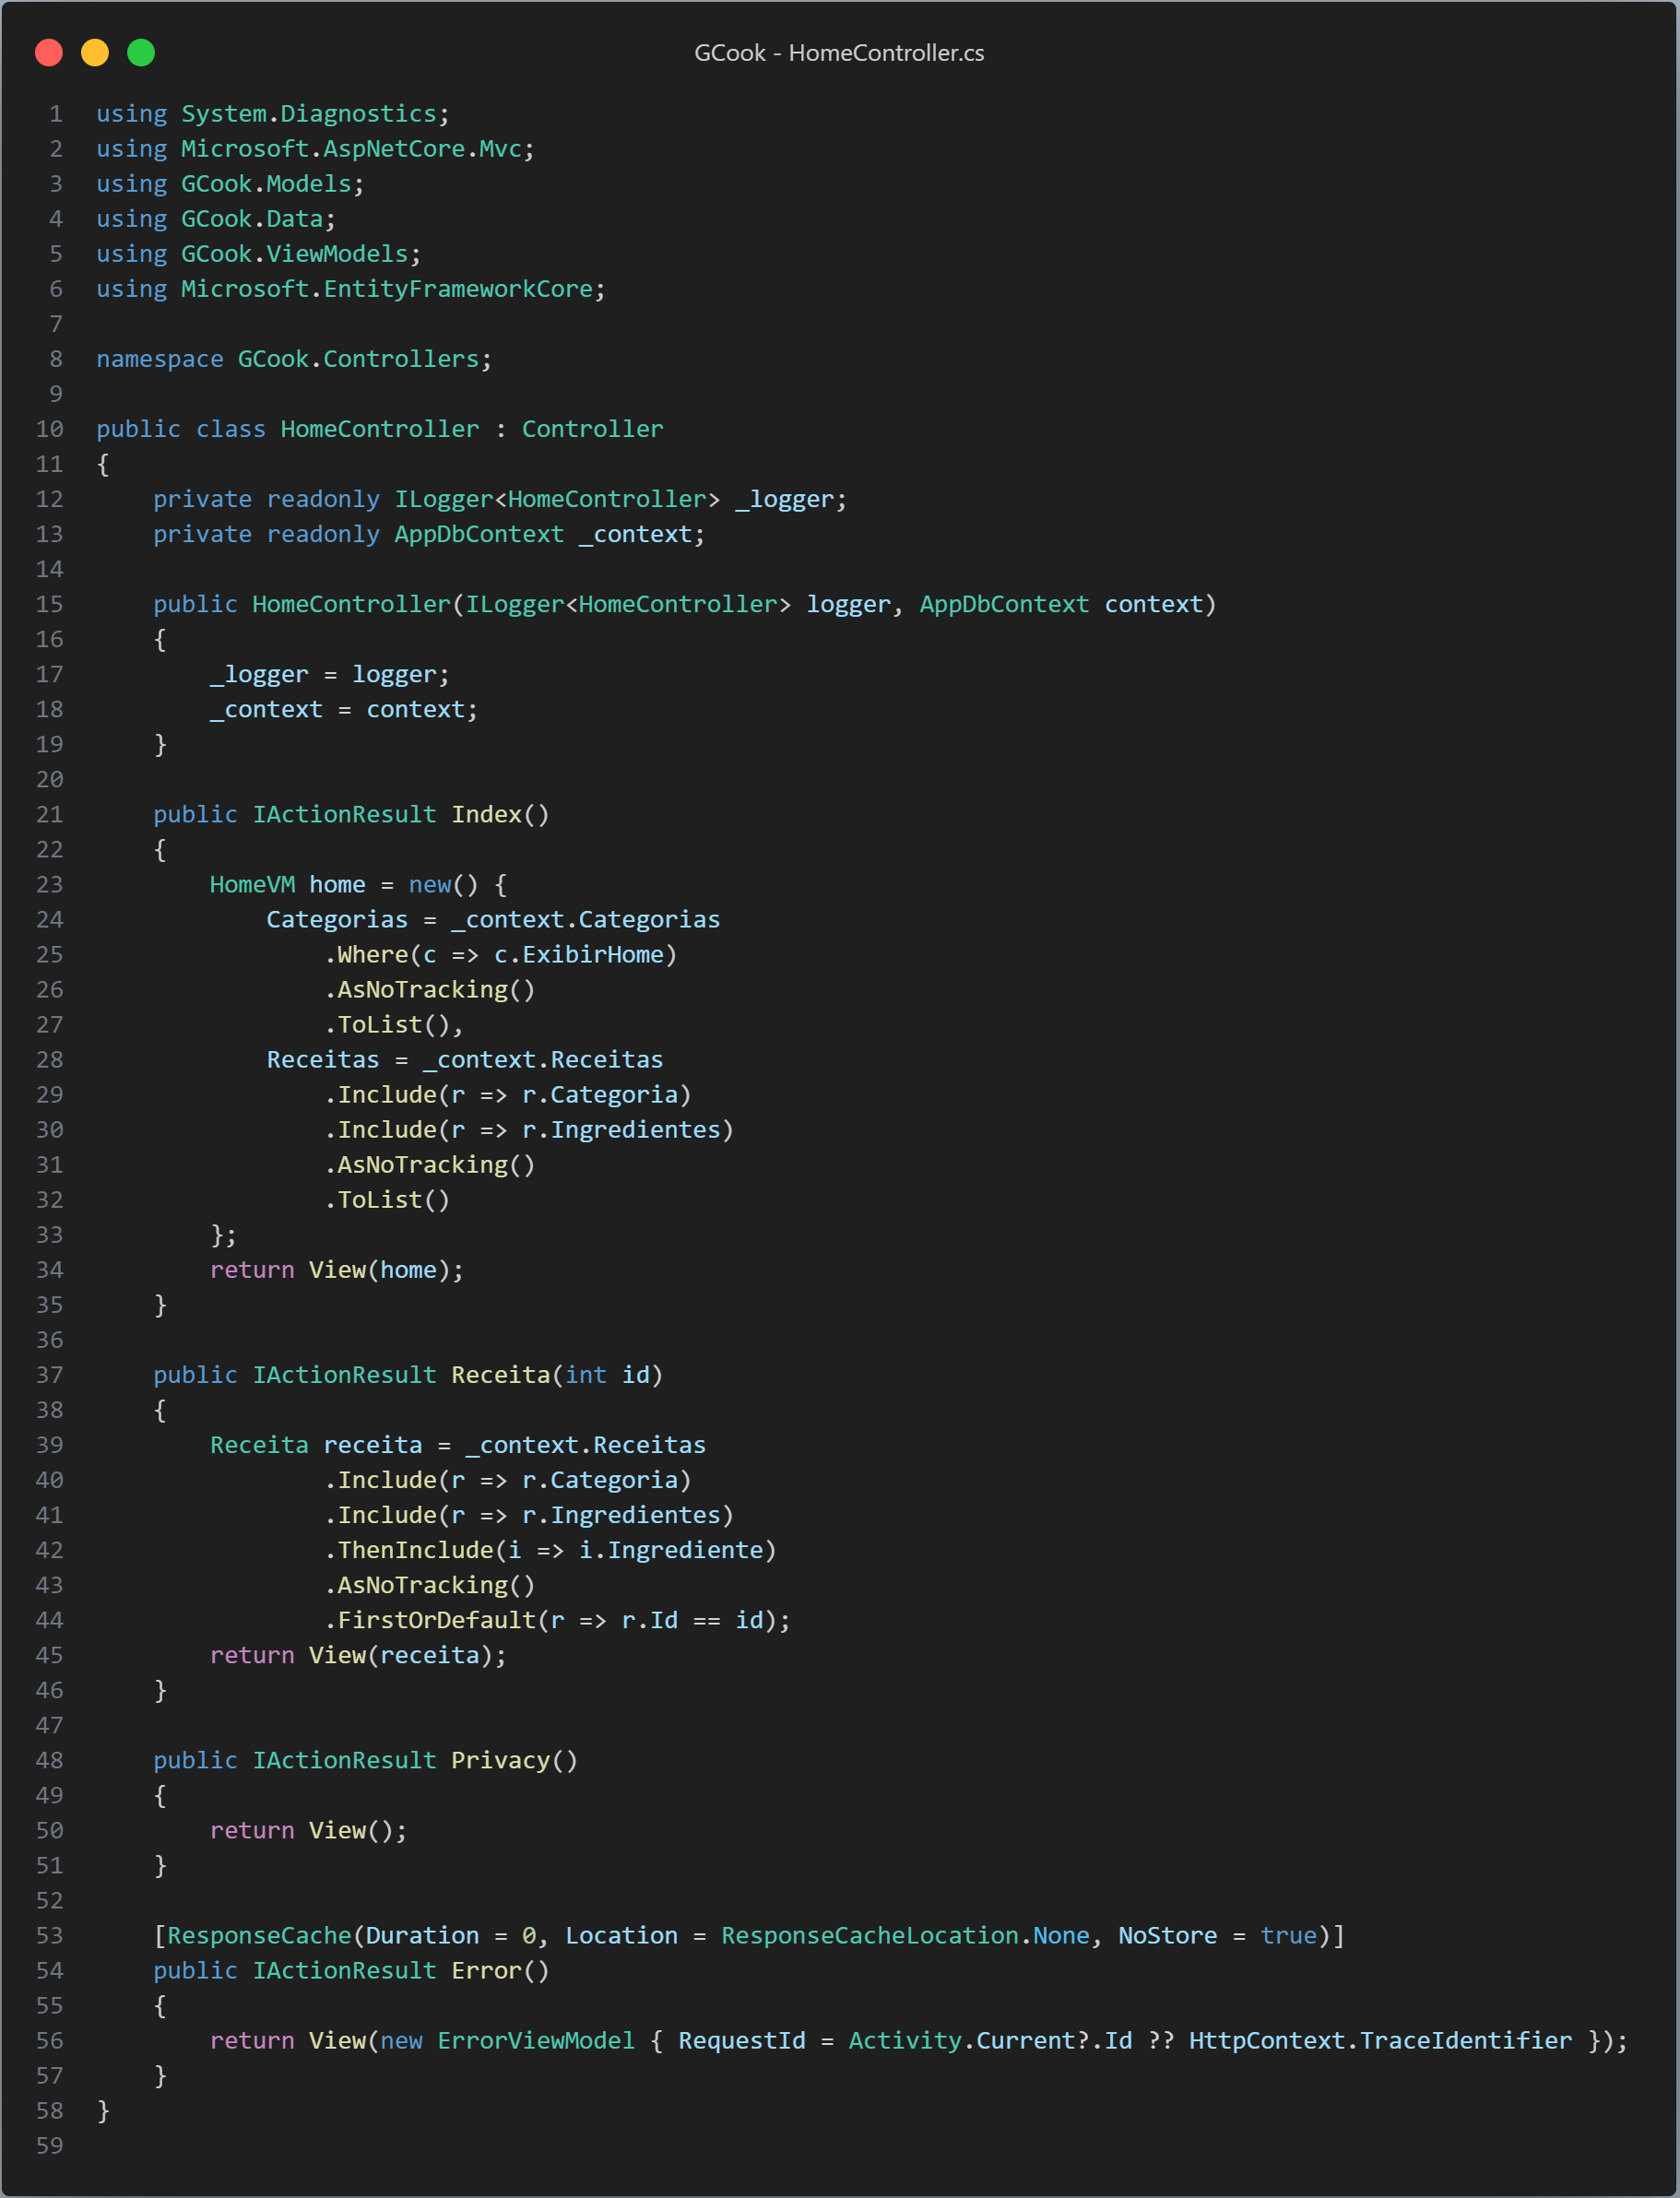 GCook - HomeController.cs
1 using System.Diagnostics;
2 using Microsoft.AspNetCore.Mvc;
3 using GCook.Models;
4 using GCook.Data;
5 using GCook.ViewModels;
6 using Microsoft.EntityFrameworkCore;
7
8 namespace GCook.Controllers;
9
10 public class HomeController : Controller
11 {
12     private readonly ILogger<HomeController> _logger;
13     private readonly AppDbContext _context;
14
15     public HomeController(ILogger<HomeController> logger, AppDbContext context)
16     {
17         _logger = logger;
18         _context = context;
19     }
20
21     public IActionResult Index()
22     {
23         HomeVM home = new() {
24             Categorias = _context.Categorias
25                 .Where(c => c.ExibirHome)
26                 .AsNoTracking()
27                 .ToList(),
28             Receitas = _context.Receitas
29                 .Include(r => r.Categoria)
30                 .Include(r => r.Ingredientes)
31                 .AsNoTracking()
32                 .ToList()
33         };
34         return View(home);
35     }
36
37     public IActionResult Receita(int id)
38     {
39         Receita receita = _context.Receitas
40                 .Include(r => r.Categoria)
41                 .Include(r => r.Ingredientes)
42                 .ThenInclude(i => i.Ingrediente)
43                 .AsNoTracking()
44                 .FirstOrDefault(r => r.Id == id);
45         return View(receita);
46     }
47
48     public IActionResult Privacy()
49     {
50         return View();
51     }
52
53     [ResponseCache(Duration = 0, Location = ResponseCacheLocation.None, NoStore = true)]
54     public IActionResult Error()
55     {
56         return View(new ErrorViewModel { RequestId = Activity.Current?.Id ?? HttpContext.TraceIdentifier });
57     }
58 }
59